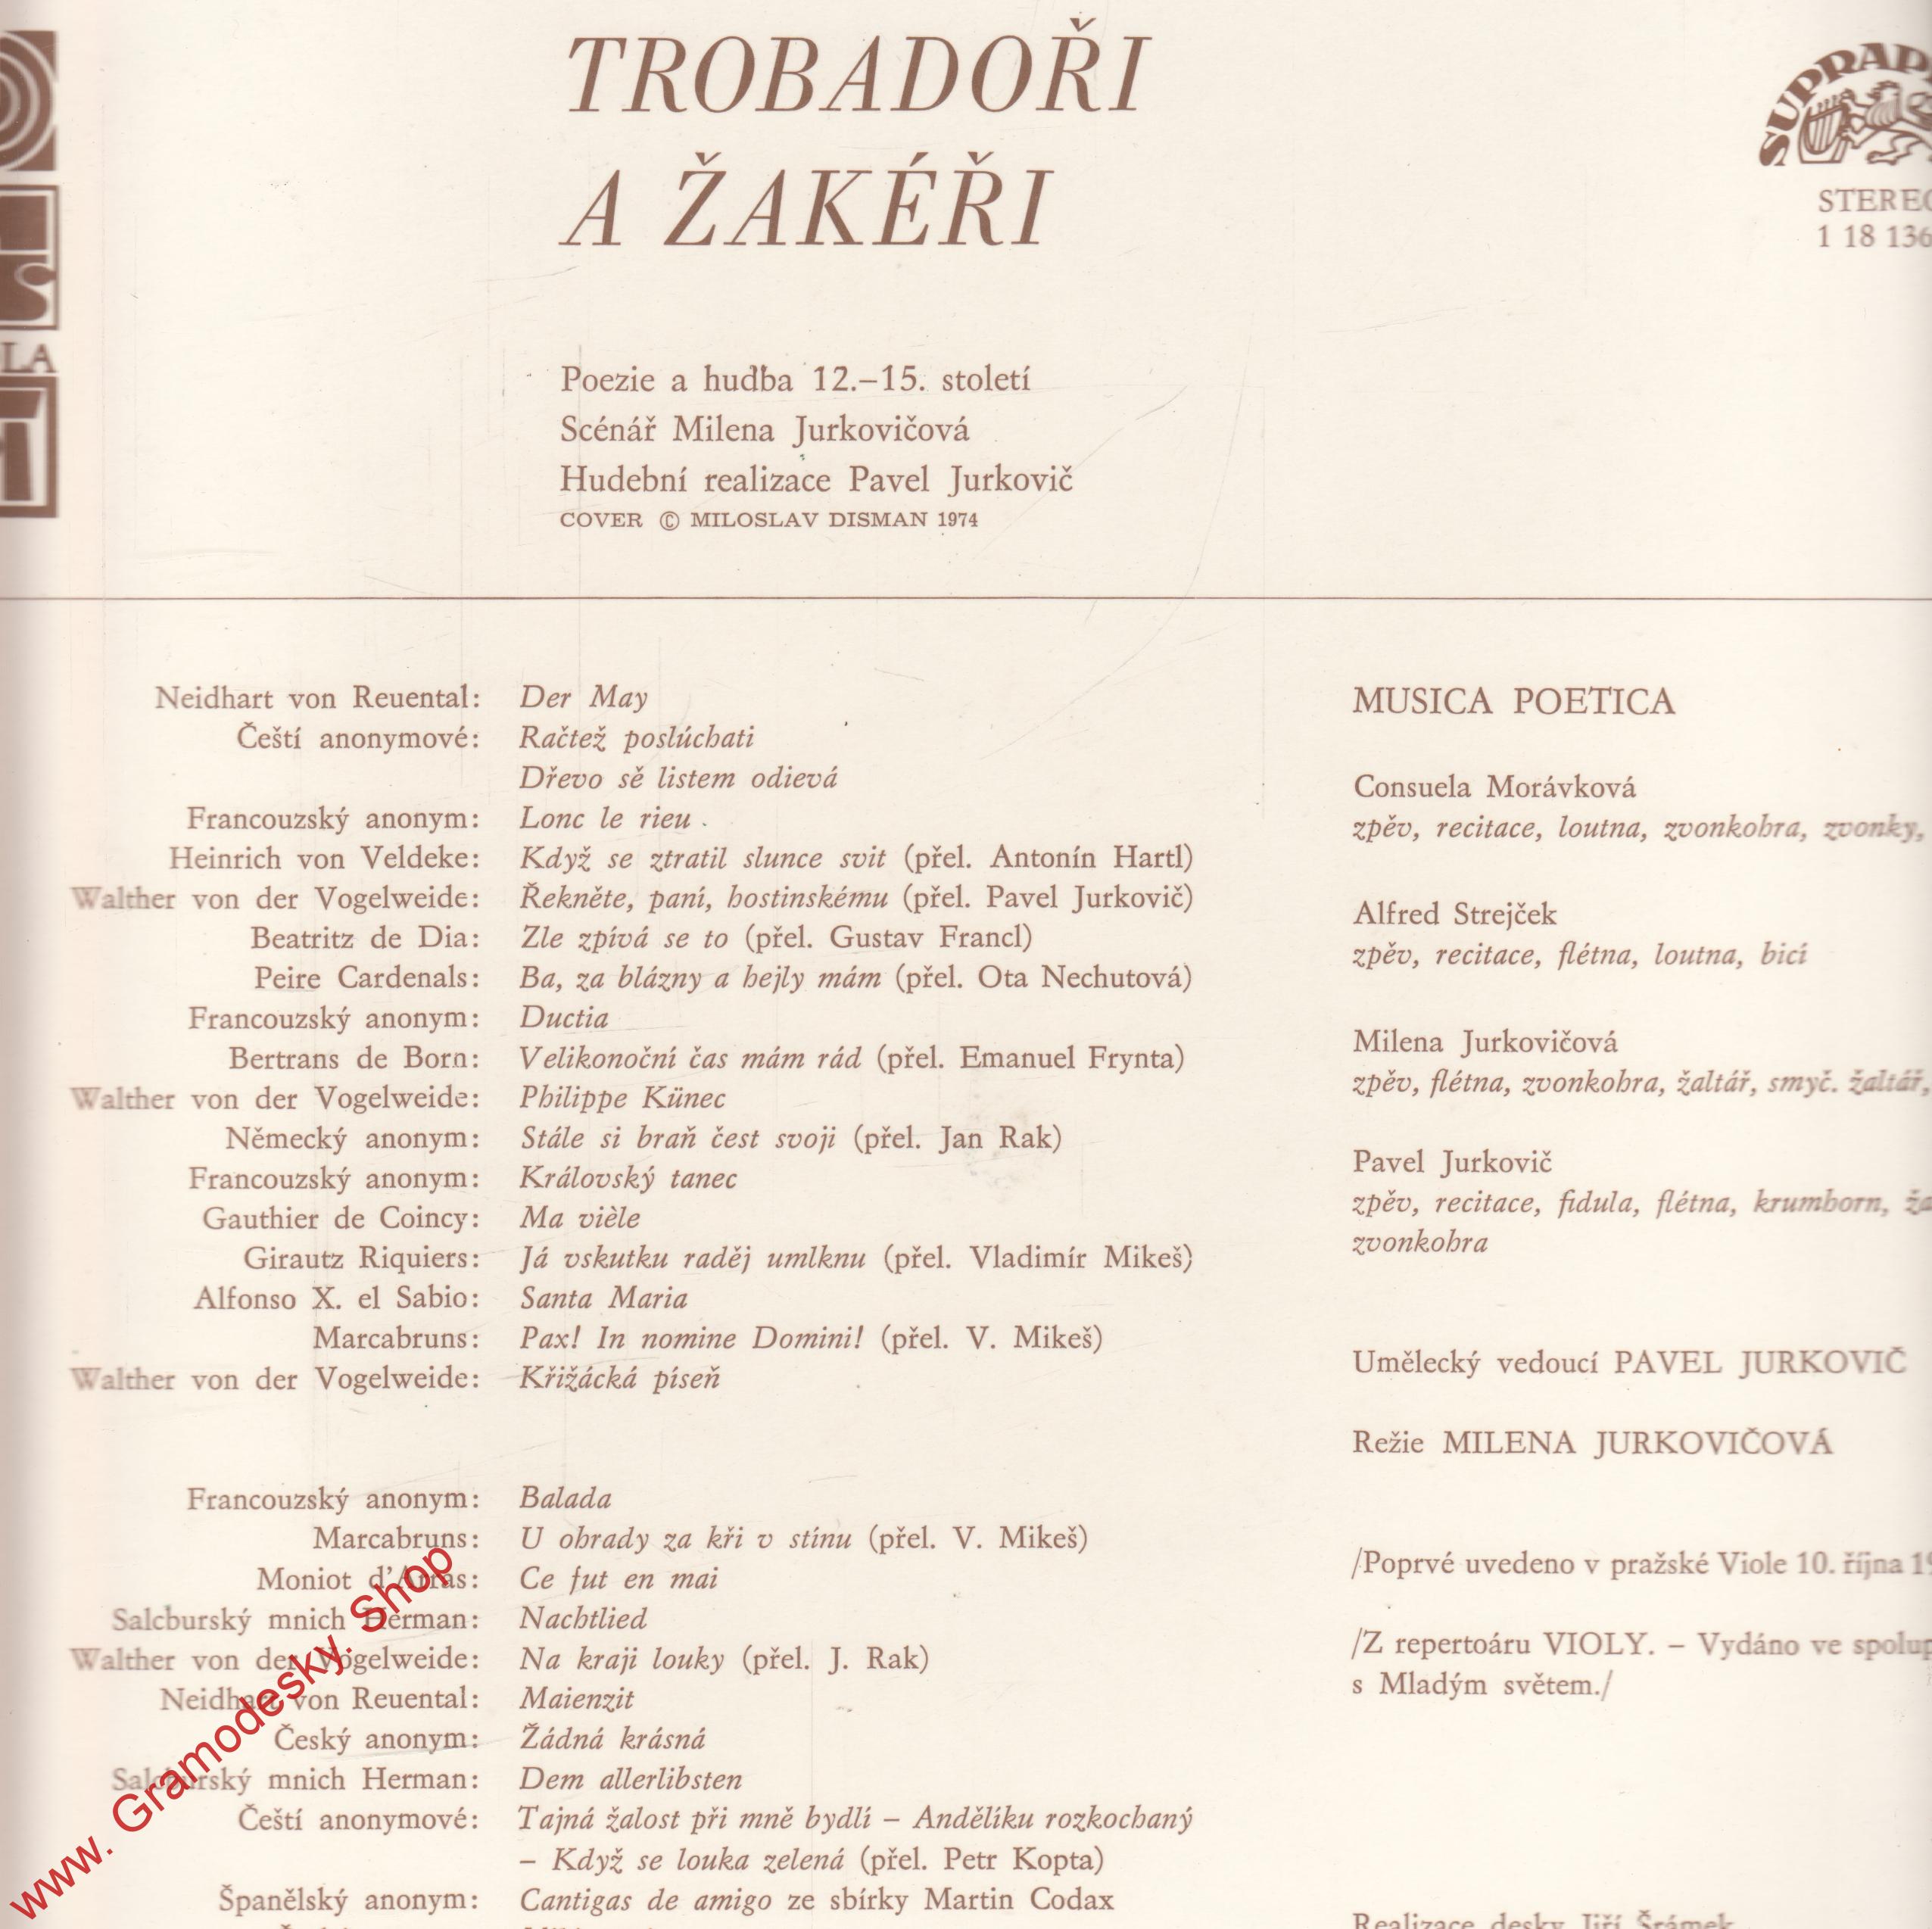 TROBADOŘI
A ŽAKÉŘI
STEREO
1 18 136
LA
Poezie a hudba 12.–15. století
Scénář Milena Jurkovičová
Hudební realizace Pavel Jurkovič
COVER © MILOSLAV DISMAN 1974
Neidhart von Reuental: Der May
Čeští anonymové: Račtež poslúchati
Dřevo sě listem odievá
Francouzský anonym: Lonc le rieu
Heinrich von Veldeke: Když se ztratil slunce svit (přel. Antonín Hartl)
Walther von der Vogelweide: Řekněte, paní, hostinskému (přel. Pavel Jurkovič)
Beatritz de Dia: Zle zpívá se to (přel. Gustav Francl)
Peire Cardenals: Ba, za blázny a hejly mám (přel. Ota Nechutová)
Francouzský anonym: Ductia
Bertrans de Born: Velikonoční čas mám rád (přel. Emanuel Frynta)
Walther von der Vogelweide: Philippe Künec
Německý anonym: Stále si braň čest svoji (přel. Jan Rak)
Francouzský anonym: Královský tanec
Gauthier de Coincy: Ma vièle
Girautz Riquiers: Já vskutku raděj umlknu (přel. Vladimír Mikeš)
Alfonso X. el Sabio: Santa Maria
Marcabruns: Pax! In nomine Domini! (přel. V. Mikeš)
Walther von der Vogelweide: Křižácká píseň
Francouzský anonym: Balada
Marcabruns: U ohrady za kři v stínu (přel. V. Mikeš)
Moniot d'Arras: Ce fut en mai
Salcburský mnich Herman: Nachtlied
Walther von der Vogelweide: Na kraji louky (přel. J. Rak)
Neidhart von Reuental: Maienzit
Český anonym: Žádná krásná
Salcburský mnich Herman: Dem allerlibsten
Čeští anonymové: Tajná žalost při mně bydlí – Andělíku rozkochaný
– Když se louka zelená (přel. Petr Kopta)
Španělský anonym: Cantigas de amigo ze sbírky Martin Codax
MUSICA POETICA
Consuela Morávková
zpěv, recitace, loutna, zvonkohra, zvonky,
Alfred Strejček
zpěv, recitace, flétna, loutna, bicí
Milena Jurkovičová
zpěv, flétna, zvonkohra, žaltář, smyč. žaltář,
Pavel Jurkovič
zpěv, recitace, fidula, flétna, krumhorn,
zvonkohra
Umělecký vedoucí PAVEL JURKOVIČ
Režie MILENA JURKOVIČOVÁ
/Poprvé uvedeno v pražské Viole 10. října
/Z repertoáru VIOLY. – Vydáno ve
s Mladým světem./
Realizace desky Jiří Šrámek
www. Gramodesky. Shop